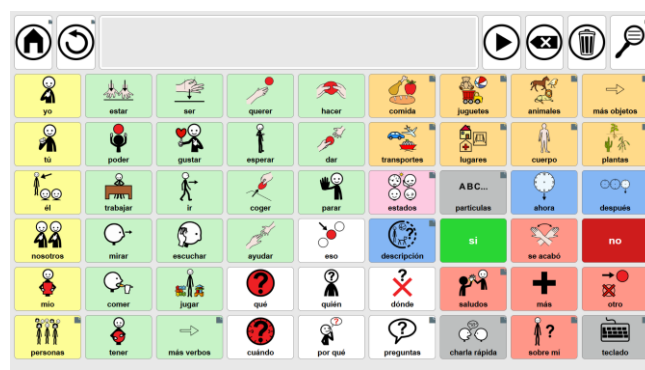 yo estar ser querer hacer comida juguetes animales más objetos
tú poder gustar esperar dar transportes lugares cuerpo plantas
ABC...
él trabajar ir coger parar estados partículas ahora después
si no
nosotros mirar escuchar ayudar eso descripción se acabó
mío comer jugar qué quién dónde saludos más otro
personas tener más verbos cuándo por qué preguntas charla rápida sobre mí teclado